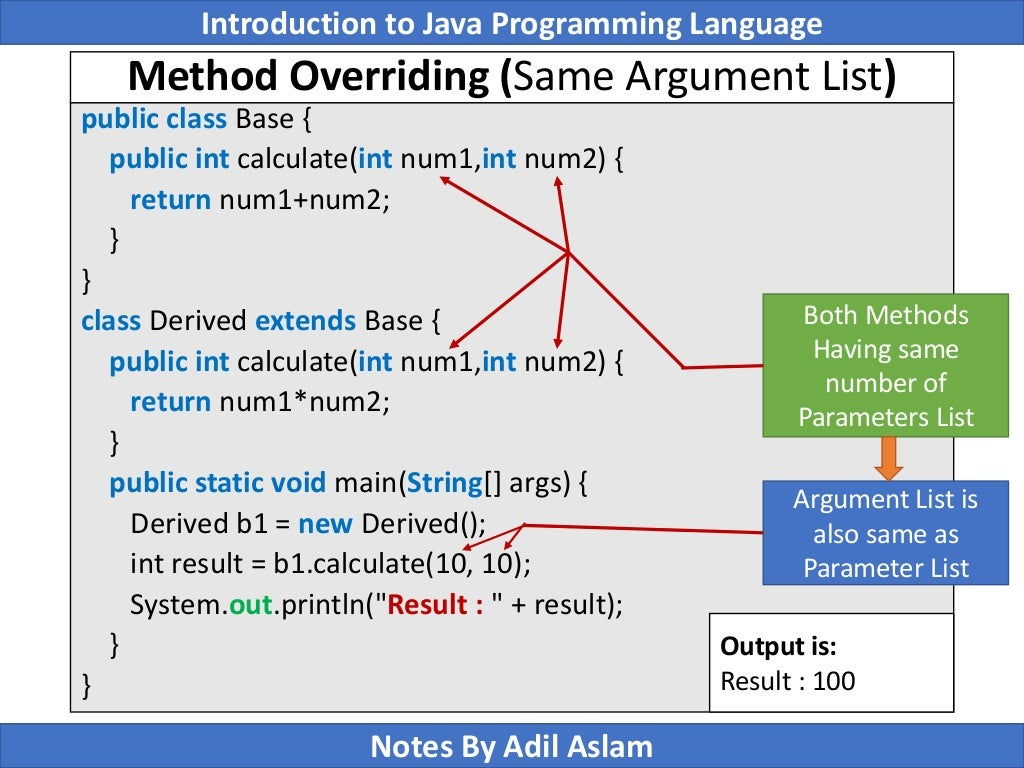 Introduction to Java Programming Language
Method Overriding (Same Argument List)
public class Base {
public int calculate(int num1,int num2) {
return num1+num2;
}
}
class Derived extends Base {
public int calculate(int num1,int num2) {
return num1*num2;
}
public static void main(String[] args) {
Derived b1 = new Derived();
int result = b1.calculate(10, 10);
System.out.println("Result : " + result);
}
}
Both Methods
Having same
number of
Parameters List
Argument List is
also same as
Parameter List
Output is:
Result : 100
Notes By Adil Aslam